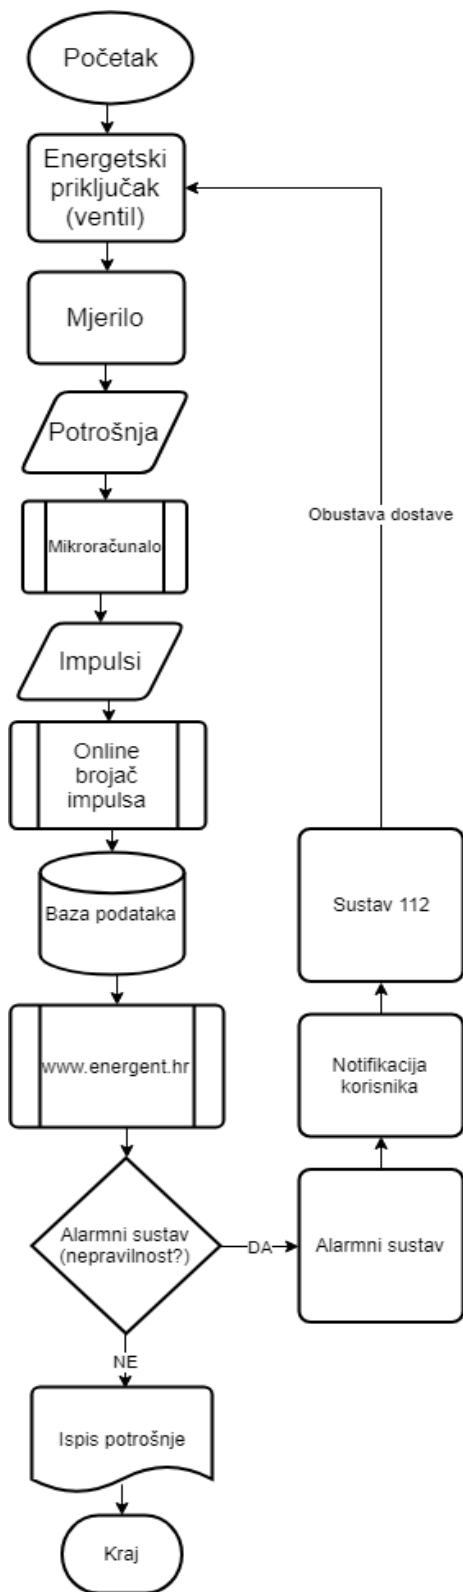 Početak
Energetski
priključak
(ventil)
Mjerilo
Potrošnja
Mikroračunalo
Impulsi
Online
brojač
impulsa
Baza podataka
www.energent.hr
Alarmni sustav
(nepravilnost?)
DA
Alarmni sustav
Notifikacija
korisnika
Sustav 112
Obustava dostave
NE
Ispis potrošnje
Kraj